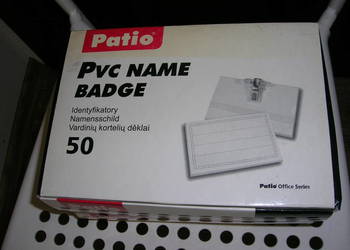 Patio
PVC NAME
BADGE
Identyfikatory
Namensschild
Vardinių kortelių dėklai
50
Patio Office Series